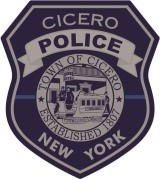 CICERO
POLICE
TOWN OF CICERO
ESTABLISHED 1807
NEW YORK